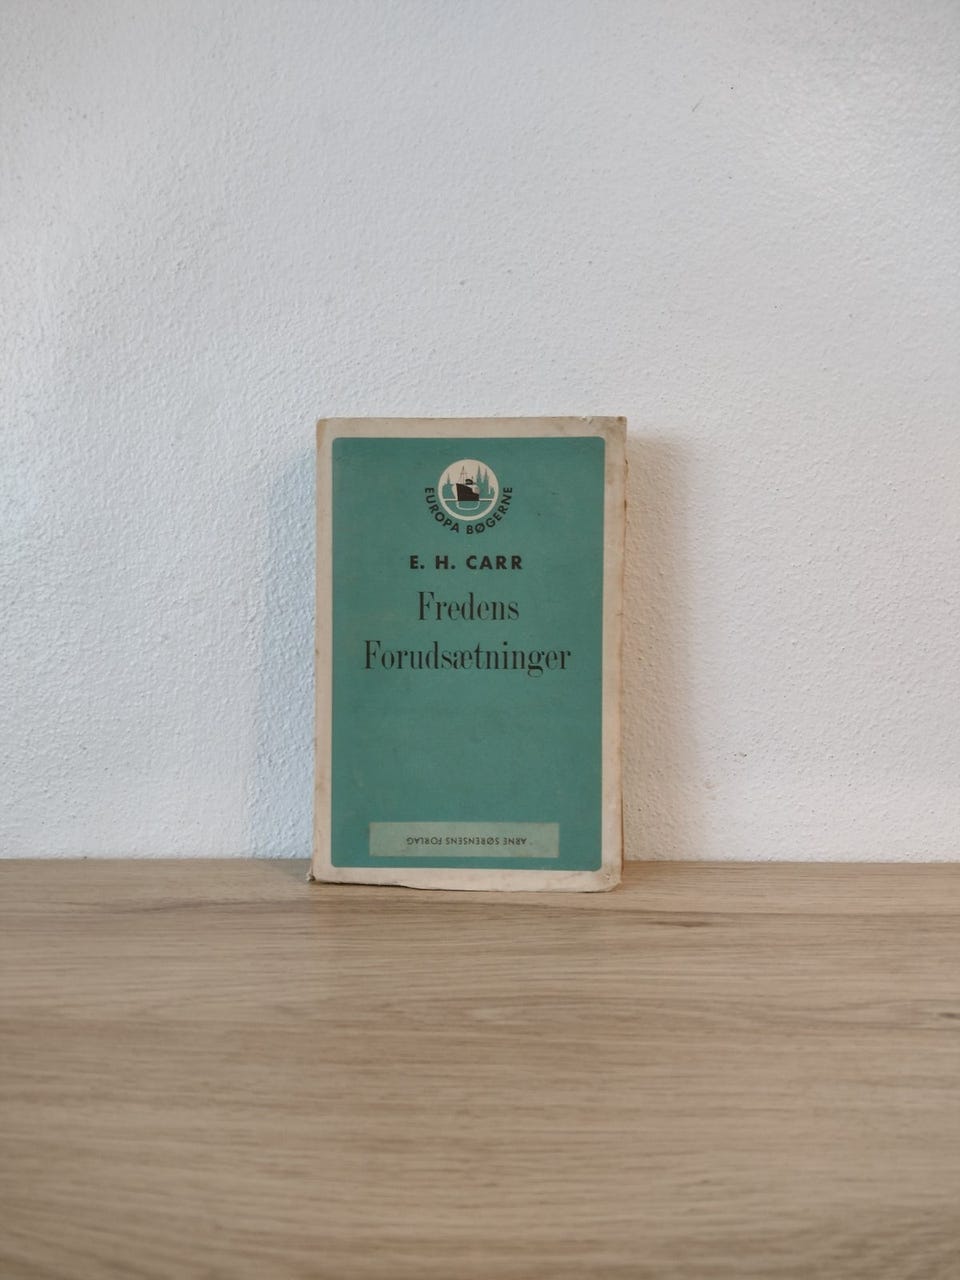 EUROPA BØGERNE
E. H. CARR
Fredens
Forudsætninger
ARNE SØRENSENS FORLAG